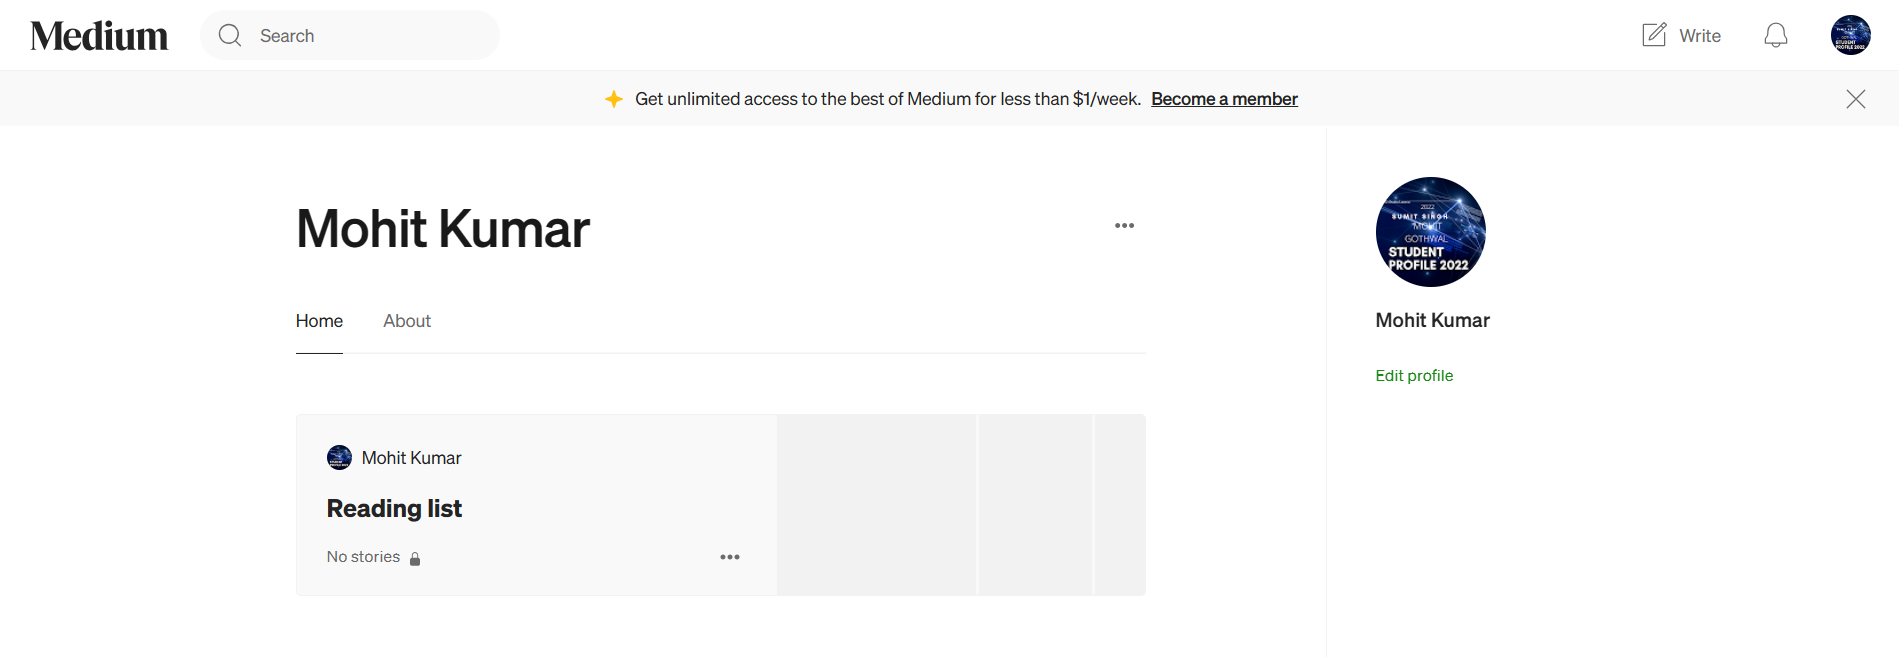 Medium
Search
Write
Get unlimited access to the best of Medium for less than $1/week. Become a member
Mohit Kumar
Home
About
Mohit Kumar
Reading list
No stories
2022
SUMIT SINGH
MOHIT
GOTHWAL
STUDENT
PROFILE 2022
Mohit Kumar
Edit profile